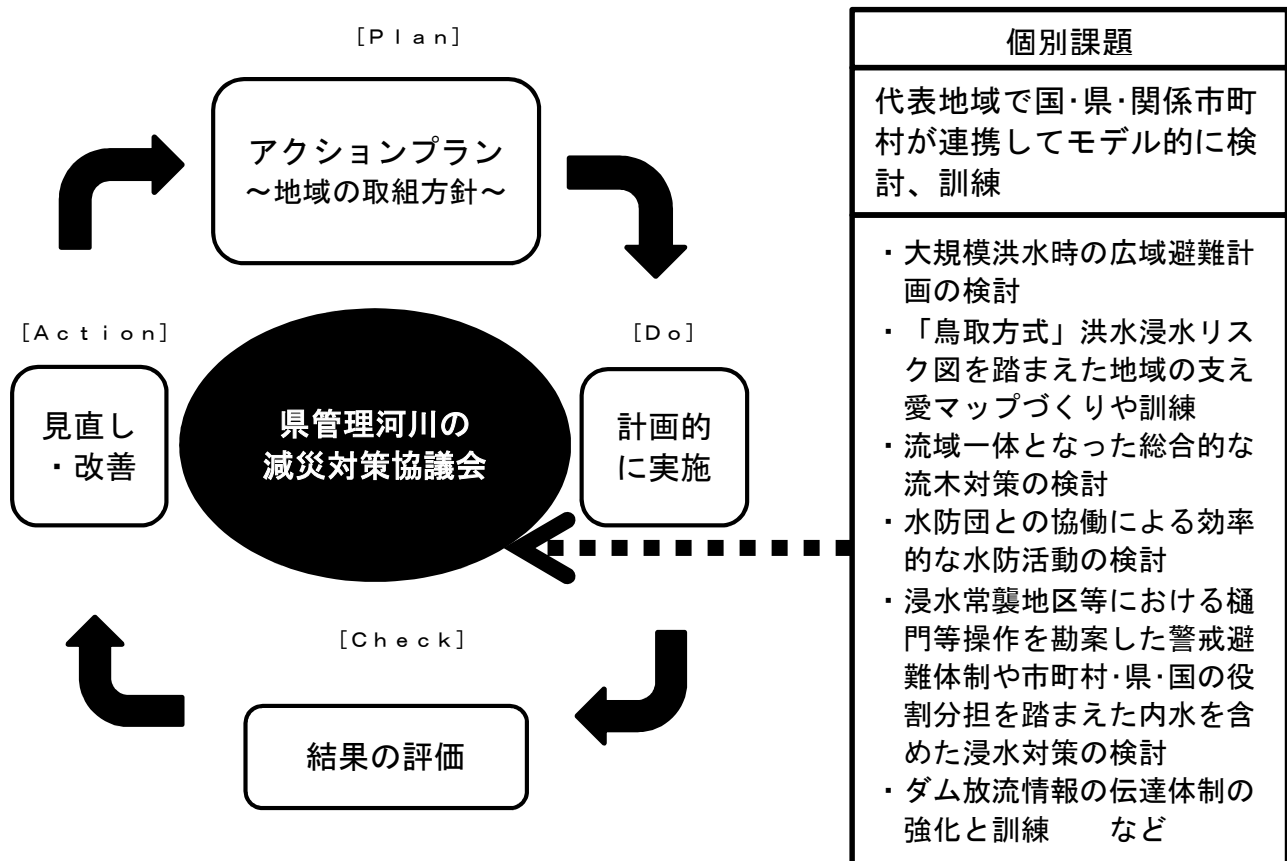 [Plan]
アクションプラン
～地域の取組方針～
[Action]
見直し
・改善
県管理河川の
減災対策協議会
[Do]
計画的
に実施
[Check]
結果の評価
個別課題
代表地域で国・県・関係市町
村が連携してモデル的に検
討、訓練
・大規模洪水時の広域避難計
画の検討
・「鳥取方式」洪水浸水リス
ク図を踏まえた地域の支え
愛マップづくりや訓練
・流域一体となった総合的な
流木対策の検討
・水防団との協働による効率
的な水防活動の検討
・浸水常襲地区等における樋
門等操作を勘案した警戒避
難体制や市町村・県・国の役
割分担を踏まえた内水を含
めた浸水対策の検討
・ダム放流情報の伝達体制の
強化と訓練　　など